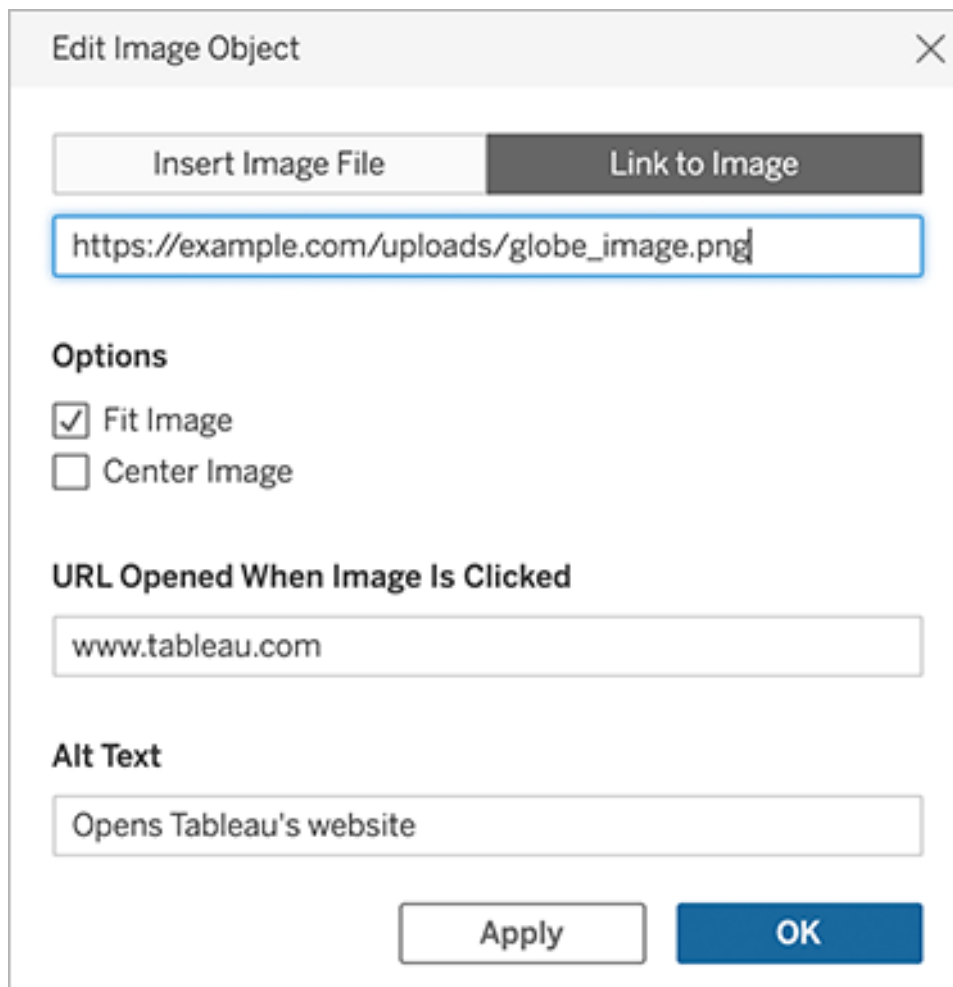 Edit Image Object
Insert Image File
Link to Image
https://example.com/uploads/globe_image.png
Options
Fit Image
Center Image
URL Opened When Image Is Clicked
www.tableau.com
Alt Text
Opens Tableau's website
Apply
OK